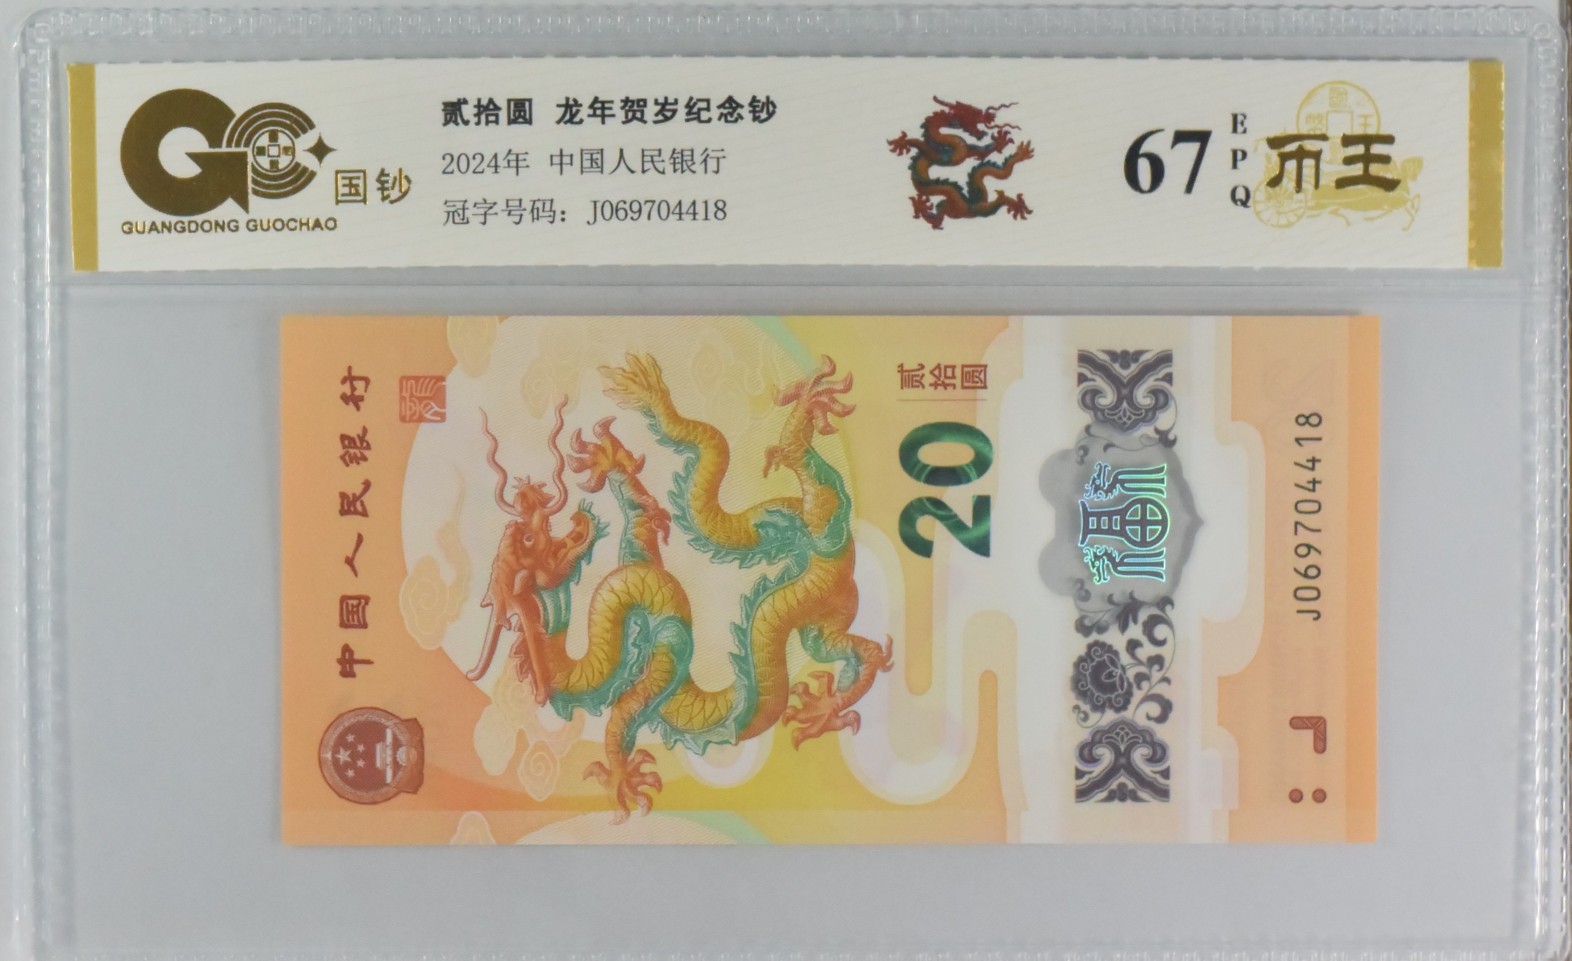 GC
国钞
GUANGDONG GUOCHAO
贰拾圆 龙年贺岁纪念钞
2024年 中国人民银行
冠字号码：J069704418
67
EPQ
币王
中国人民银行
贰拾圆
20
J069704418